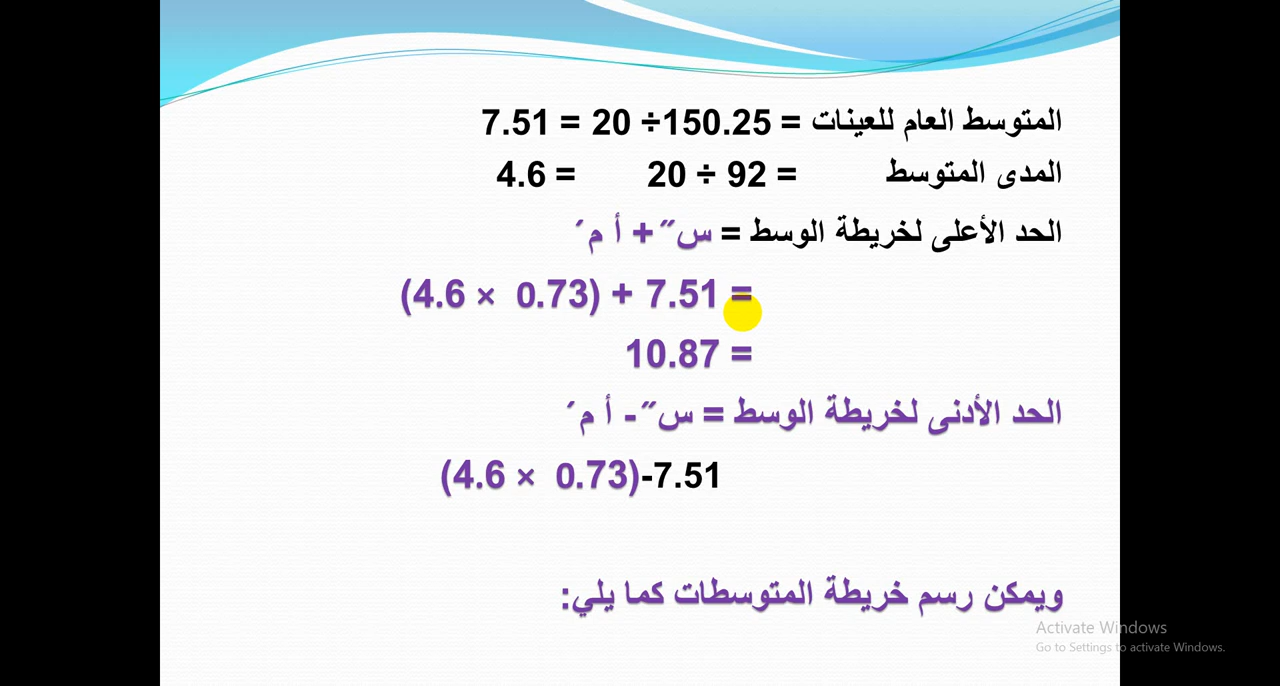 المتوسط العام للعينات = 150.25÷ 20 = 7.51
المدى المتوسط = 92 ÷ 20 = 4.6
الحد الأعلى لخريطة الوسط = س˝ + أ م´
= 7.51 + (0.73 × 4.6)
= 10.87
الحد الأدنى لخريطة الوسط = س˝ - أ م´
7.51-(0.73 × 4.6)
ويمكن رسم خريطة المتوسطات كما يلي:
Activate Windows
Go to Settings to activate Windows.